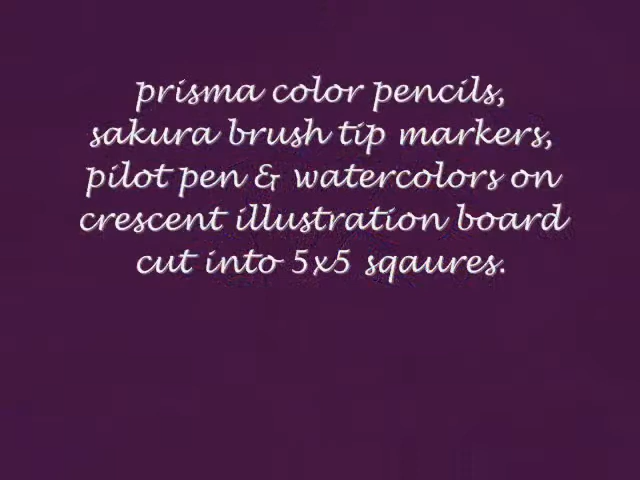 prisma color pencils,
sakura brush tip markers,
pilot pen & watercolors on
crescent illustration board
cut into 5x5 sqaures.